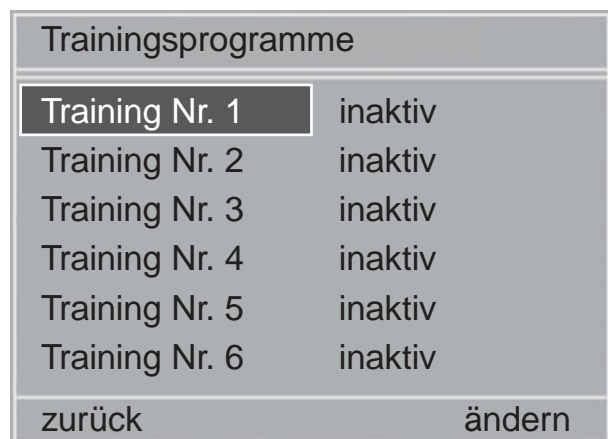 Trainingsprogramme
Training Nr. 1 inaktiv
Training Nr. 2 inaktiv
Training Nr. 3 inaktiv
Training Nr. 4 inaktiv
Training Nr. 5 inaktiv
Training Nr. 6 inaktiv
zurück ändern